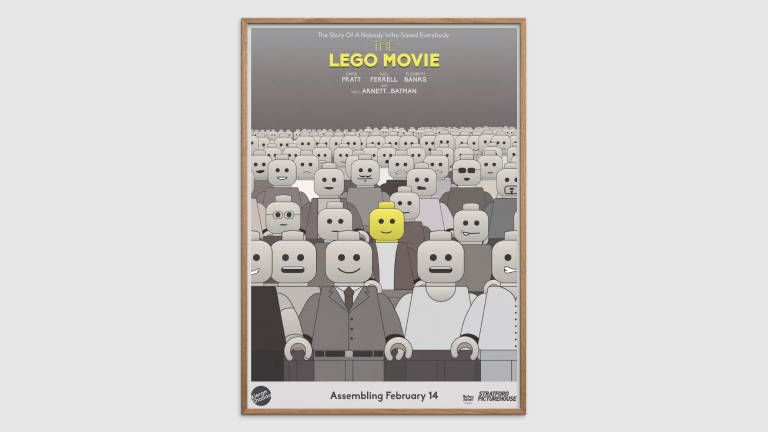 The Story Of A Nobody Who Saved Everybody
THE
LEGO MOVIE
CHRIS WILL ELIZABETH
PRATT FERRELL BANKS
AND
WILL ARNETT AS BATMAN
Assembling February 14
STRATFORD
PICTUREHOUSE